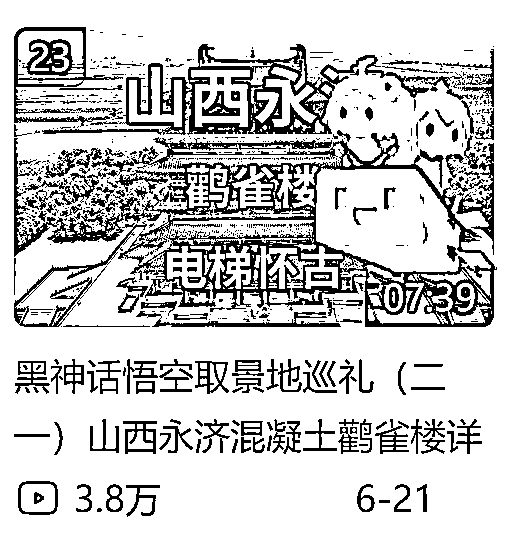 23
山西永
鹳雀楼
电梯怀古
07:39
黑神话悟空取景地巡礼（二
一）山西永济混凝土鹳雀楼详
3.8万
6-21